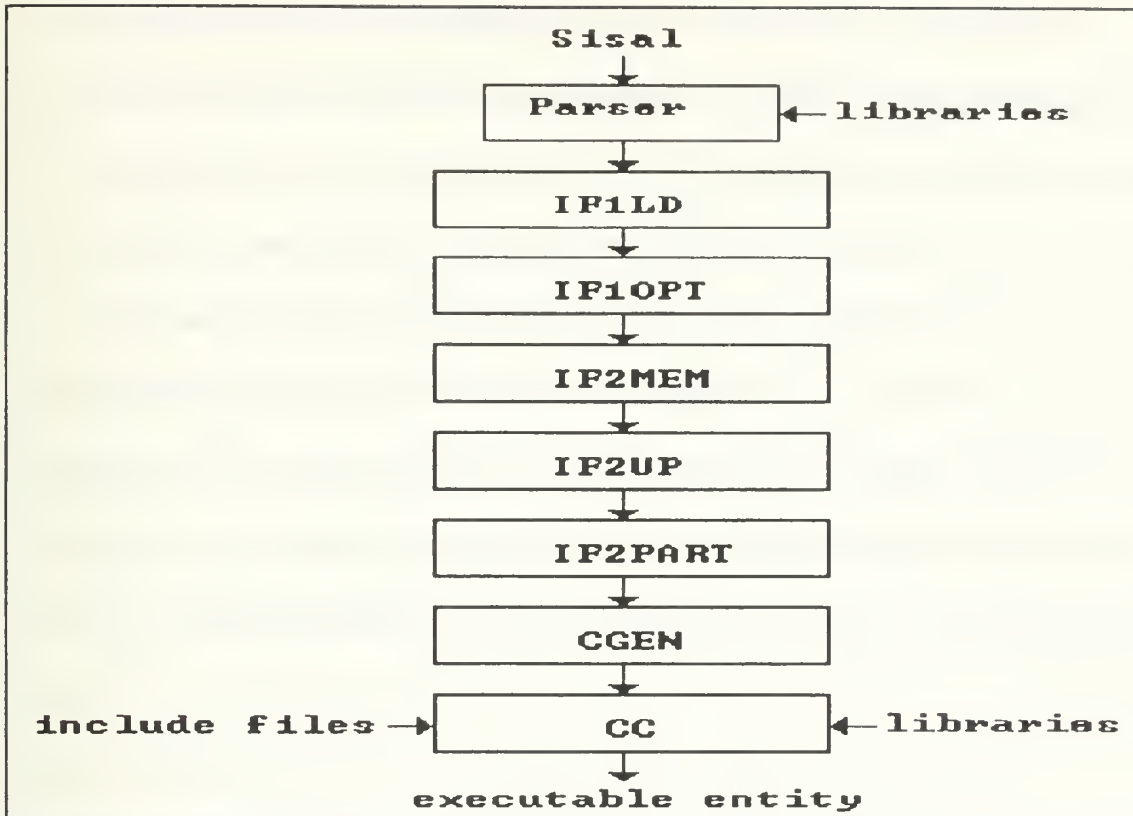 Sisal
Parser
libraries
IF1LD
IF1OPT
IF2MEM
IF2UP
IF2PART
CGEN
include files
CC
libraries
executable entity